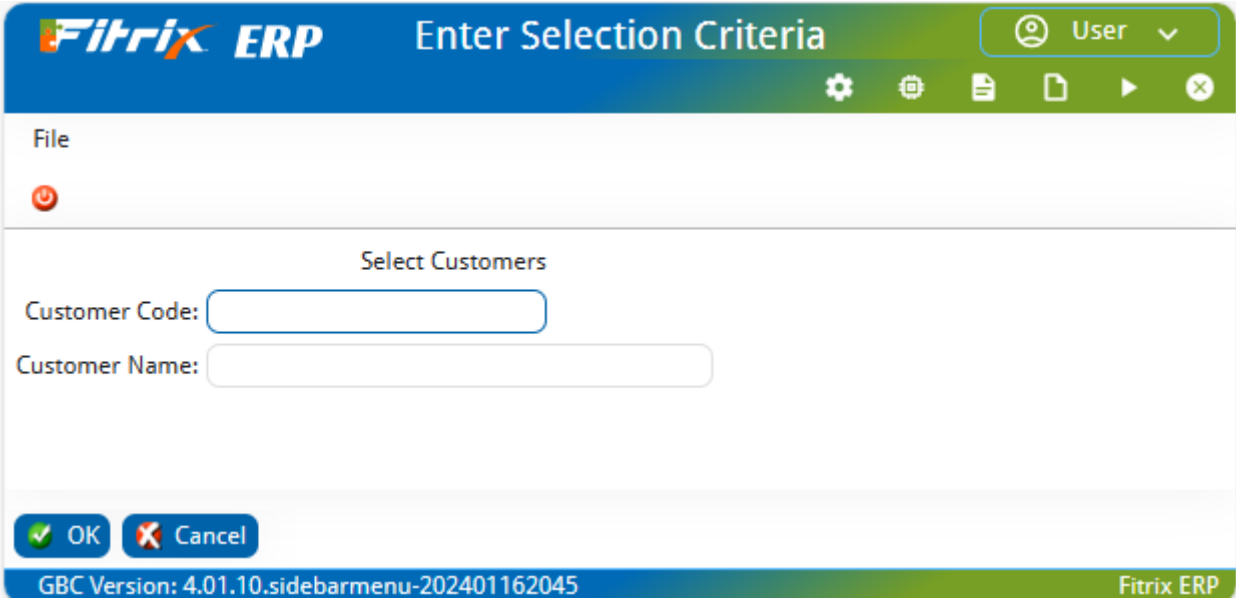 Fitrix ERP Enter Selection Criteria User
File
Select Customers
Customer Code:
Customer Name:
OK Cancel
GBC Version: 4.01.10.sidebarmenu-202401162045 Fitrix ERP